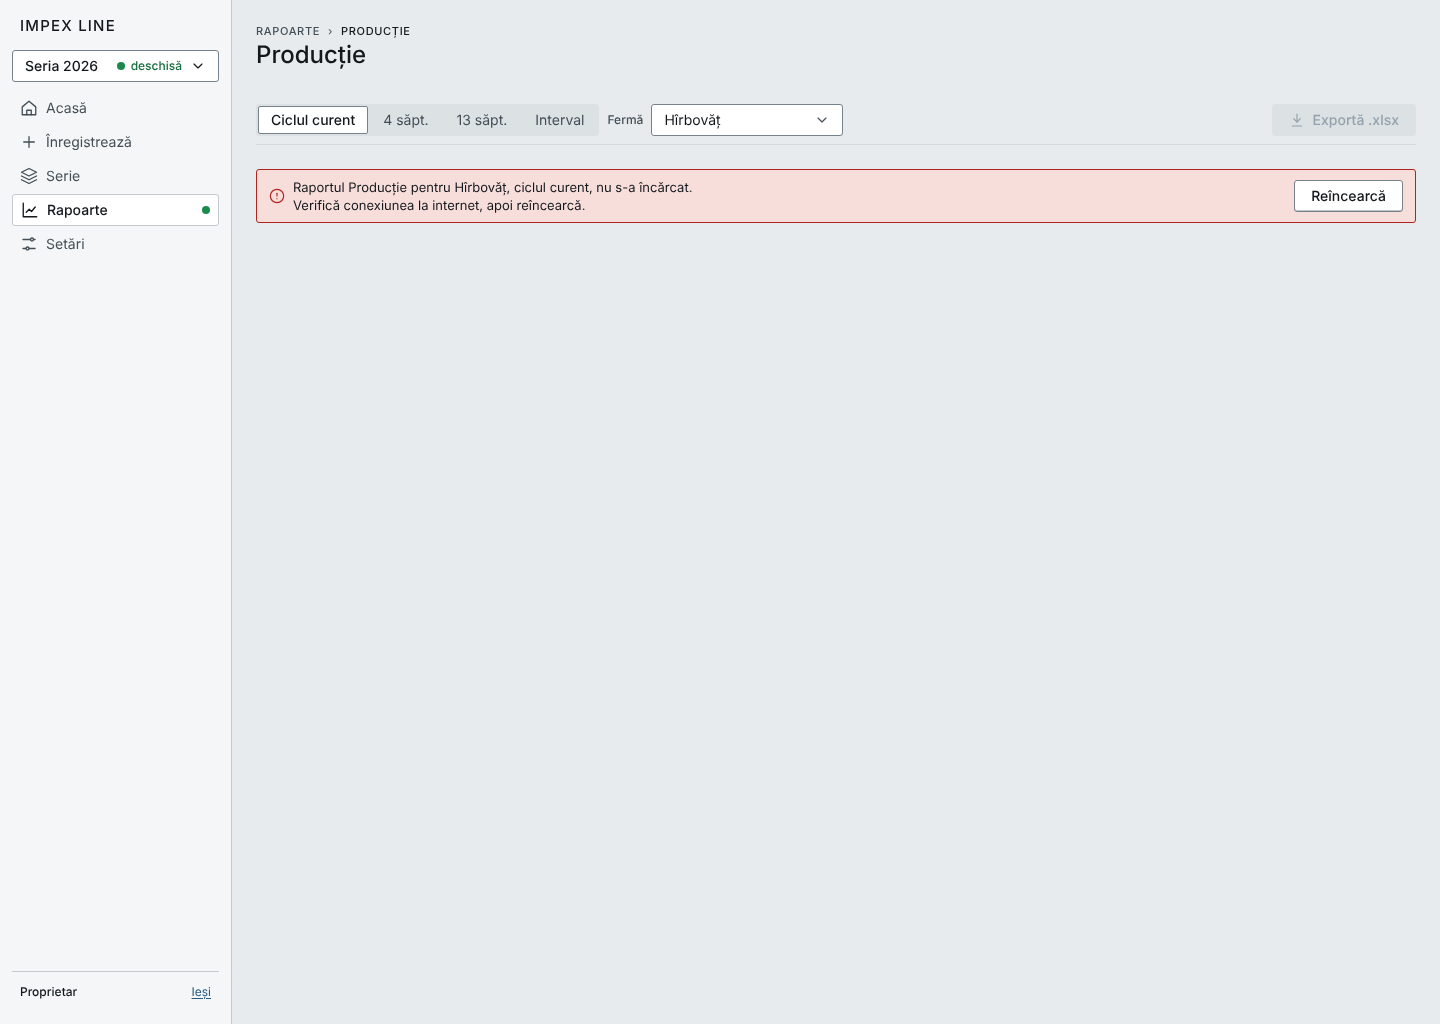 IMPEX LINE
Seria 2026 deschisă
Acasă
Înregistrează
Serie
Rapoarte
Setări
Proprietar Ieși
RAPOARTE › PRODUCȚIE
Producție
Ciclul curent 4 săpt. 13 săpt. Interval Fermă Hîrbovăț Exportă .xlsx
Raportul Producție pentru Hîrbovăț, ciclul curent, nu s-a încărcat.
Verifică conexiunea la internet, apoi reîncearcă.
Reîncearcă